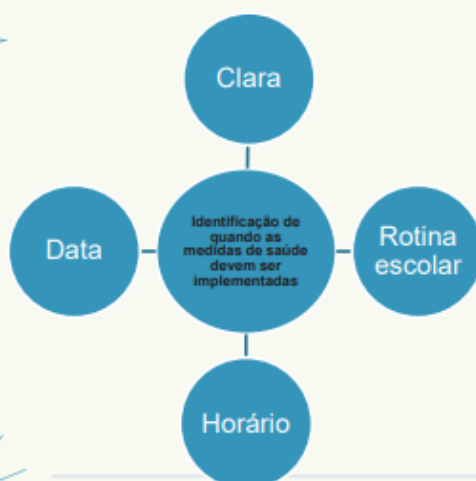 Clara
Data
Identificação de
quando as
medidas de saúde
devem ser
implementadas
Rotina
escolar
Horário